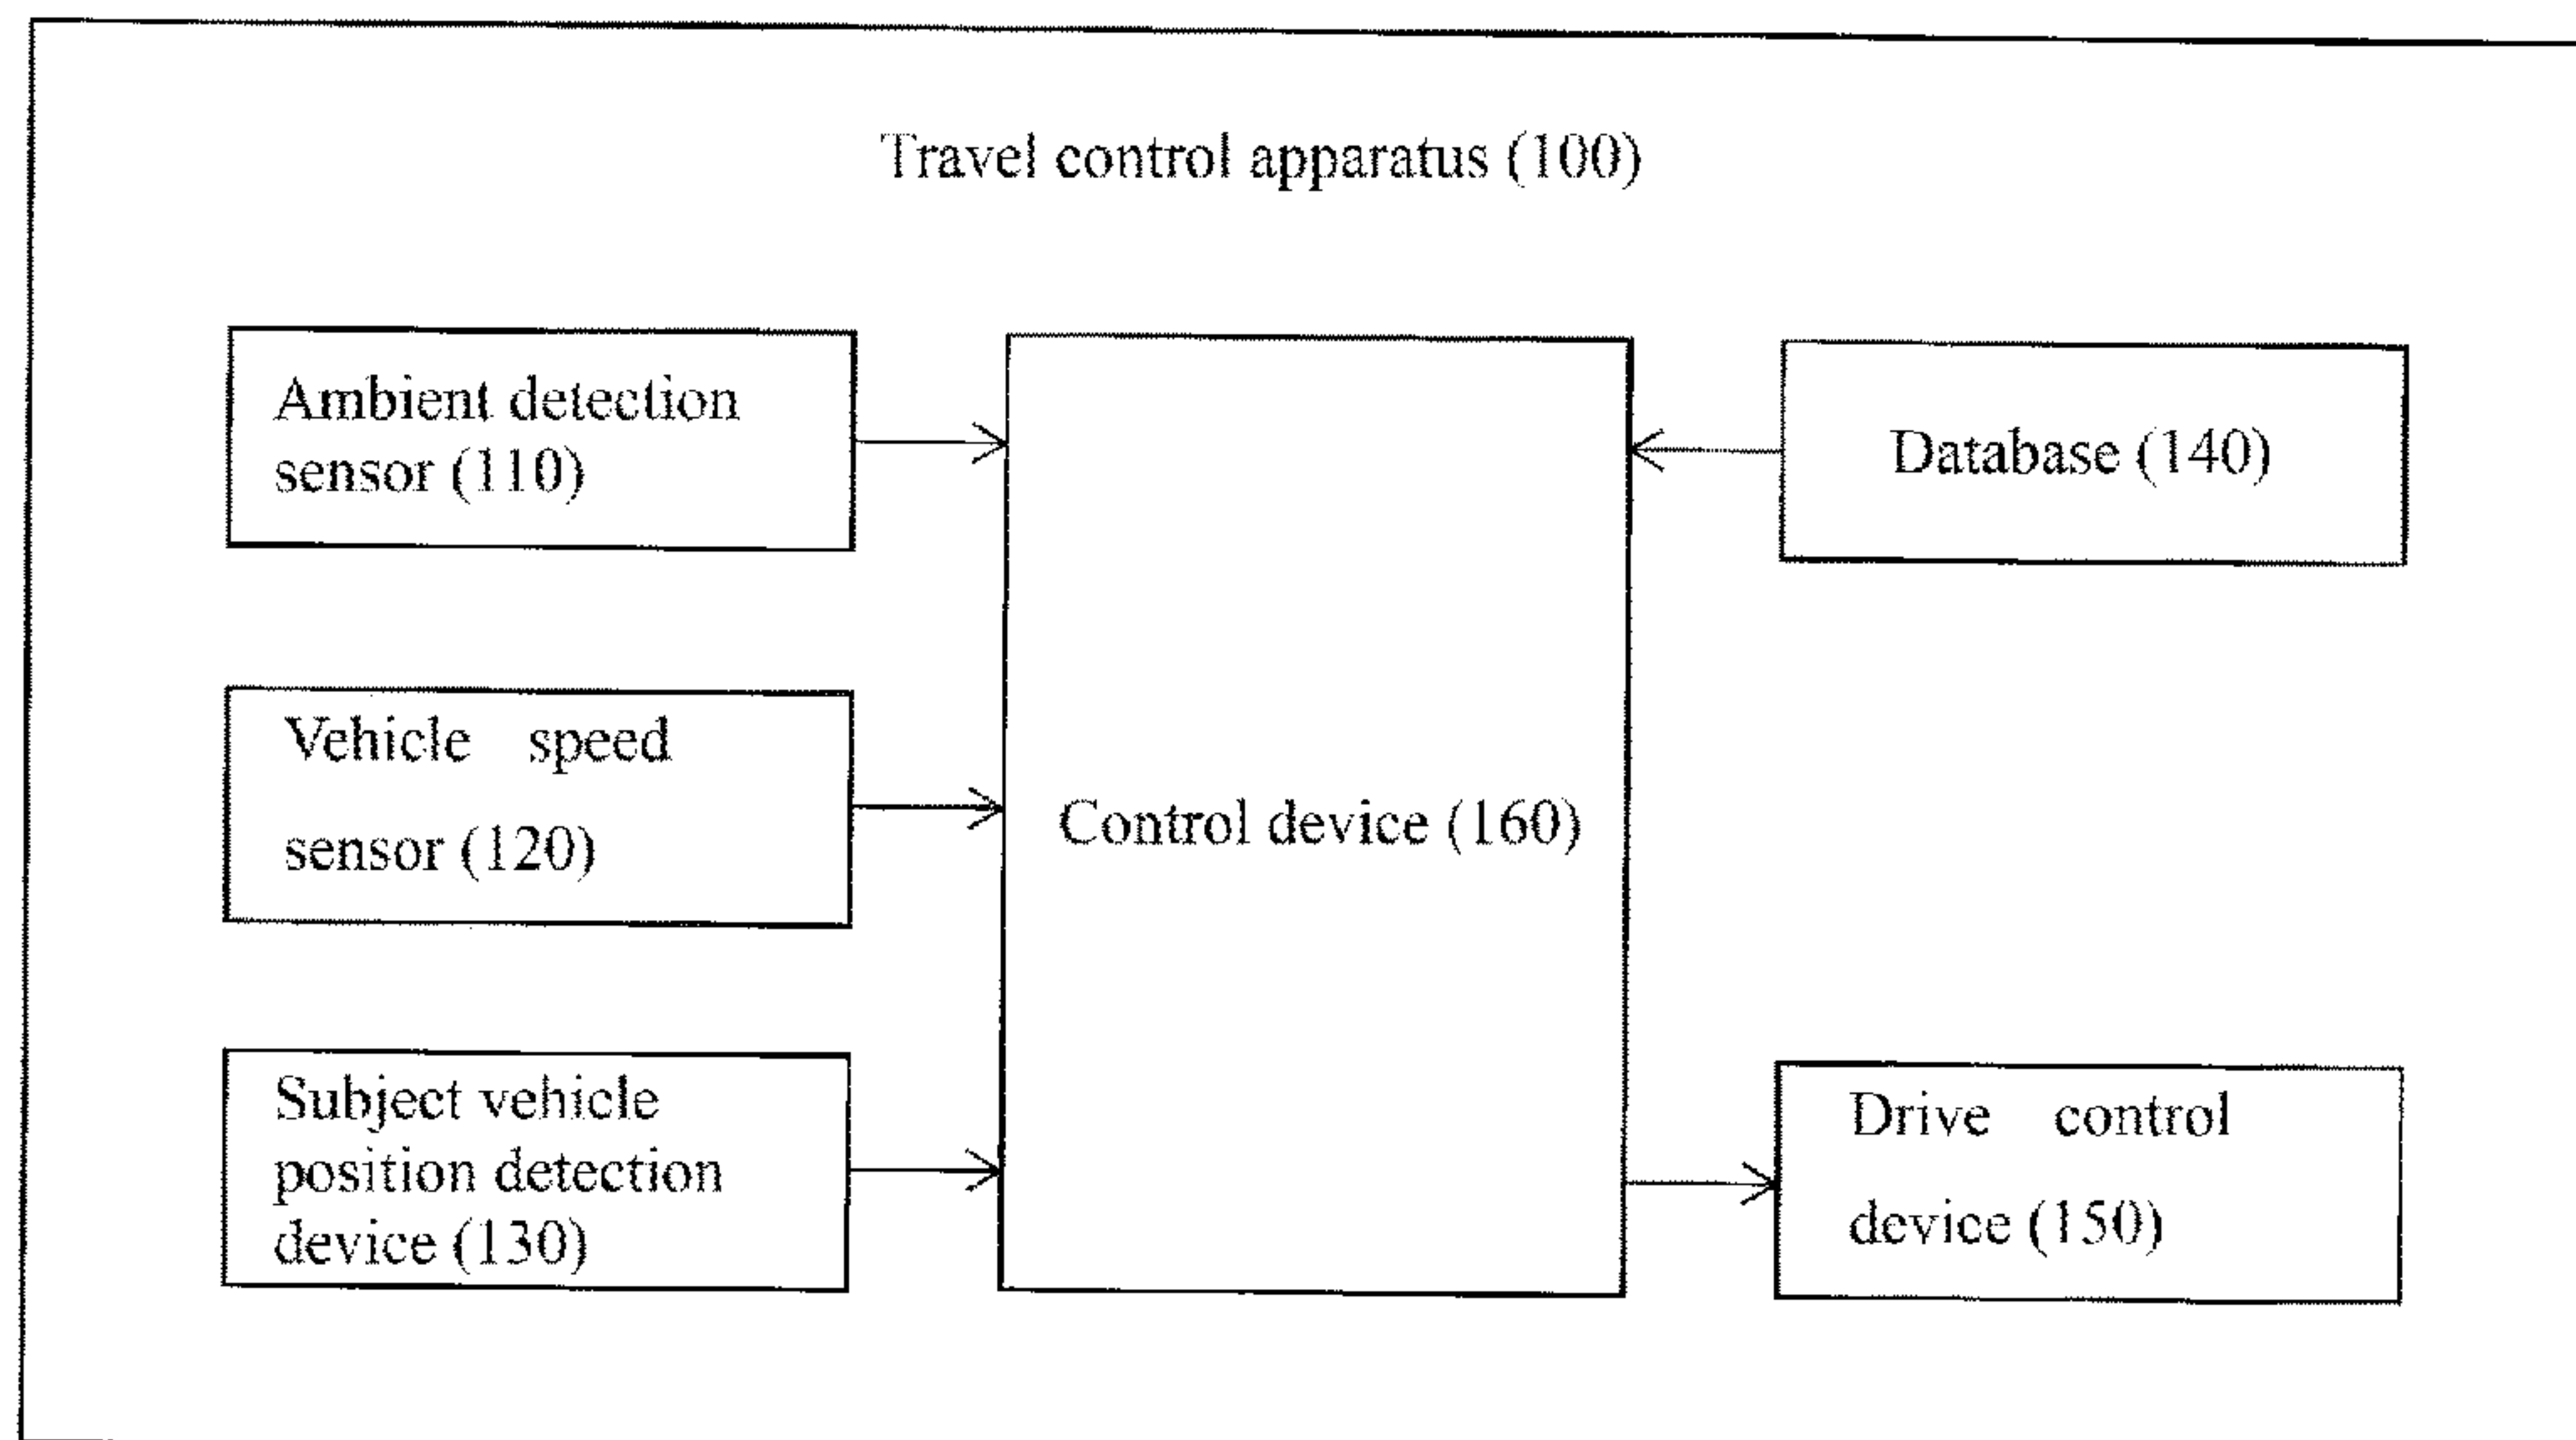 Travel control apparatus (100)
Ambient detection
sensor (110)
Vehicle speed
sensor (120)
Subject vehicle
position detection
device (130)
Control device (160)
Database (140)
Drive control
device (150)